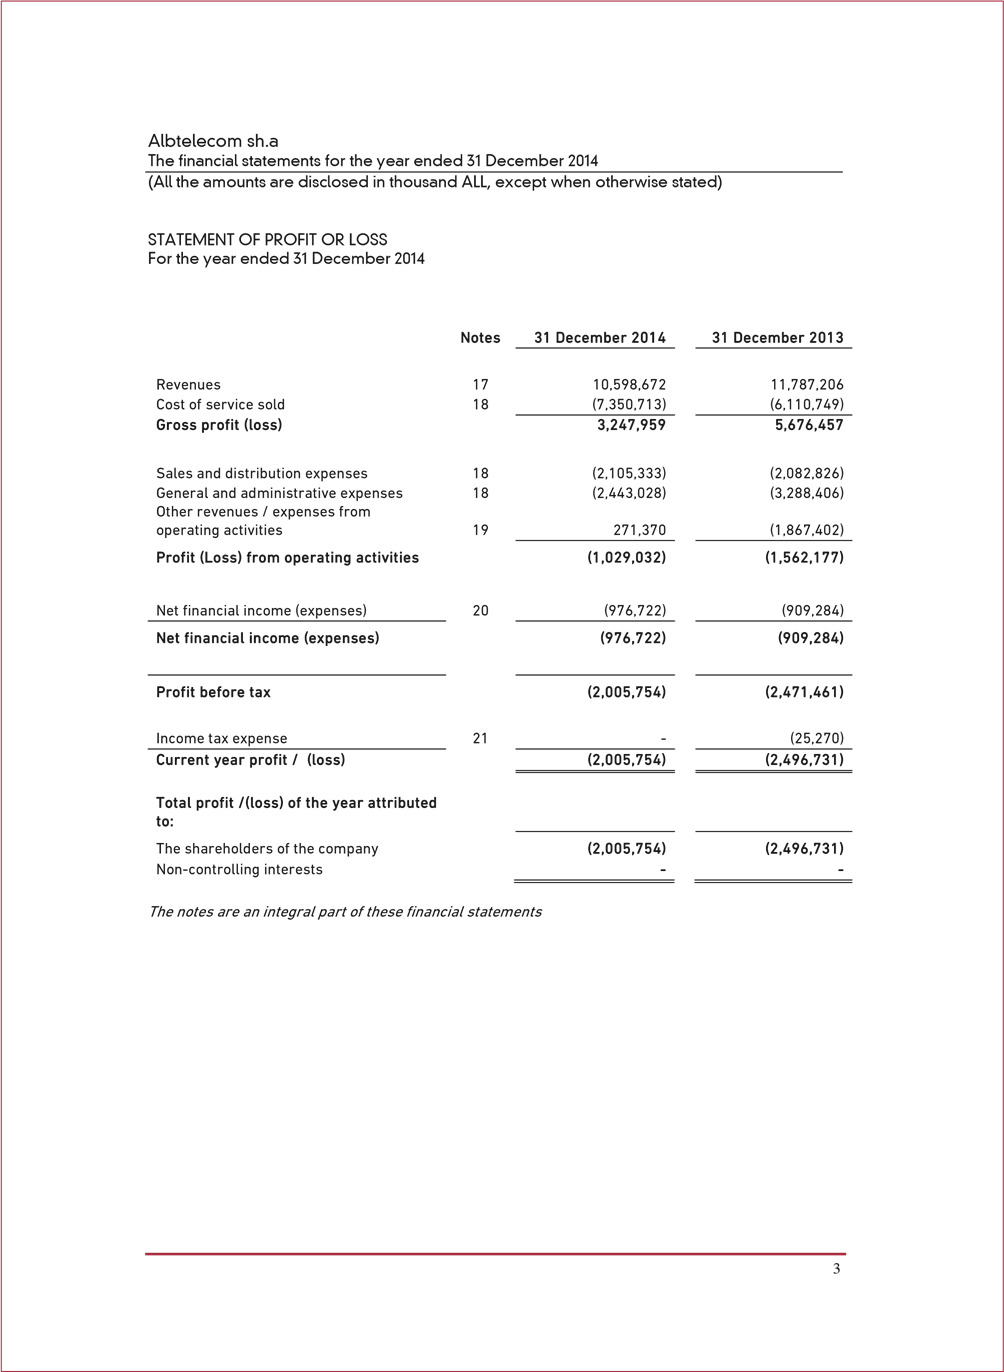 Albtelecom sh.a
The financial statements for the year ended 31 December 2014
(All the amounts are disclosed in thousand ALL, except when otherwise stated)
STATEMENT OF PROFIT OR LOSS
For the year ended 31 December 2014
Notes 31 December 2014 31 December 2013
Revenues 17 10,598,672 11,787,206
Cost of service sold 18 (7,350,713) (6,110,749)
Gross profit (loss) 3,247,959 5,676,457
Sales and distribution expenses 18 (2,105,333) (2,082,826)
General and administrative expenses 18 (2,443,028) (3,288,406)
Other revenues / expenses from
operating activities 19 271,370 (1,867,402)
Profit (Loss) from operating activities (1,029,032) (1,562,177)
Net financial income (expenses) 20 (976,722) (909,284)
Net financial income (expenses) (976,722) (909,284)
Profit before tax (2,005,754) (2,471,461)
Income tax expense 21 - (25,270)
Current year profit / (loss) (2,005,754) (2,496,731)
Total profit /(loss) of the year attributed
to:
The shareholders of the company (2,005,754) (2,496,731)
Non-controlling interests - -
The notes are an integral part of these financial statements
3